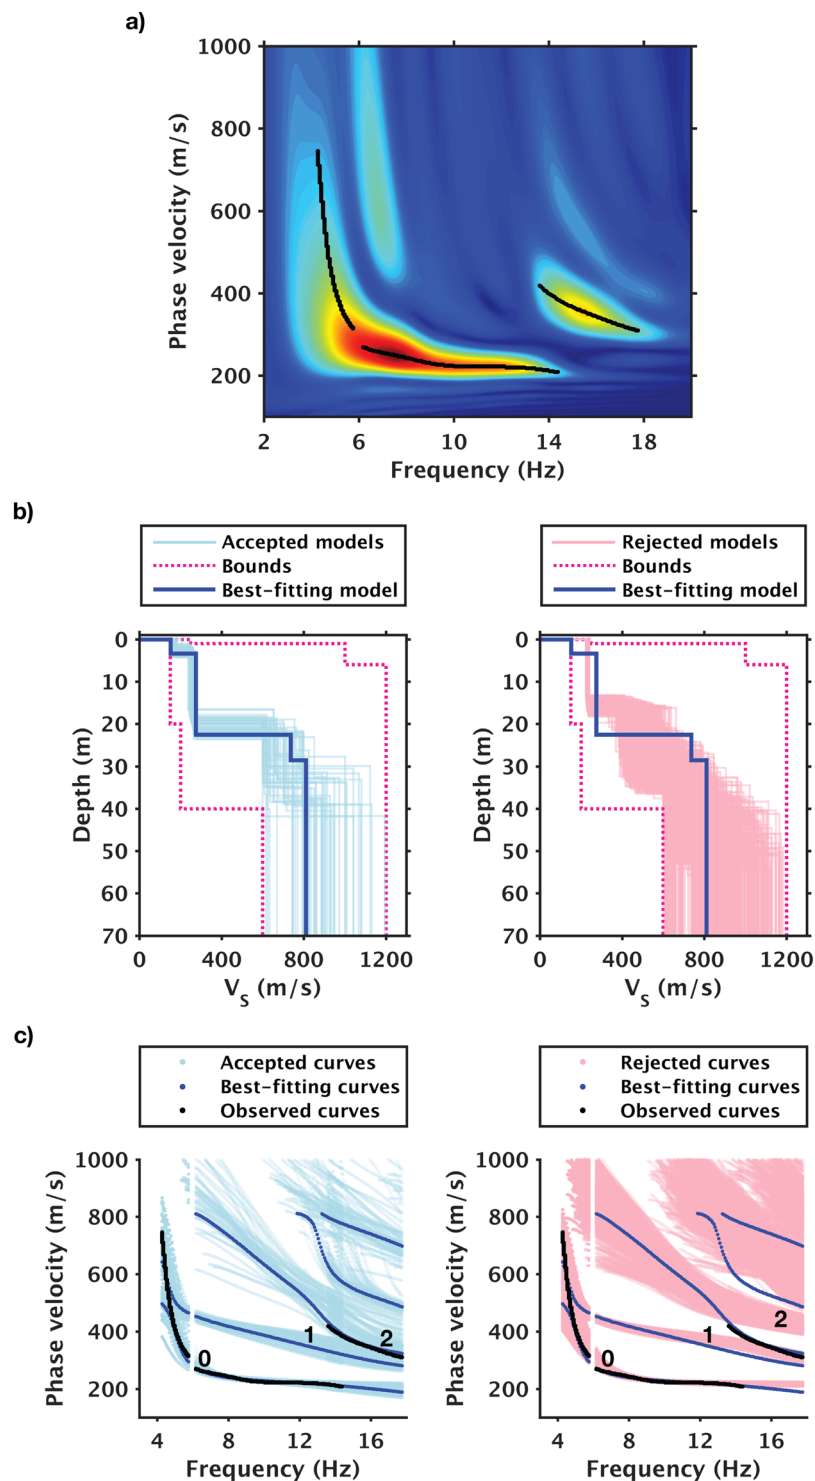 a)
1000
800
600
400
200
Phase velocity (m/s)
2 6 10 14 18
Frequency (Hz)
b)
Accepted models
Bounds
Best-fitting model
Rejected models
Bounds
Best-fitting model
0
10
20
30
40
50
60
70
Depth (m)
0 400 800 1200
V_S (m/s)
0
10
20
30
40
50
60
70
Depth (m)
0 400 800 1200
V_S (m/s)
c)
Accepted curves
Best-fitting curves
Observed curves
Rejected curves
Best-fitting curves
Observed curves
1000
800
600
400
200
Phase velocity (m/s)
0
1
2
4 8 12 16
Frequency (Hz)
1000
800
600
400
200
Phase velocity (m/s)
0
1
2
4 8 12 16
Frequency (Hz)